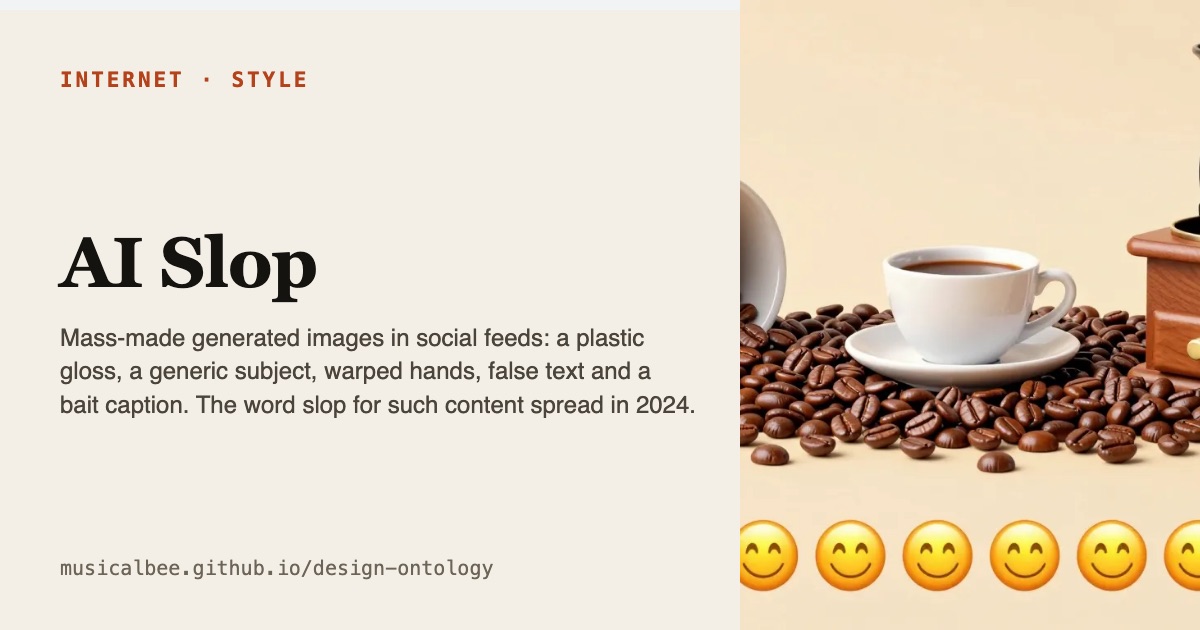 INTERNET · STYLE
AI Slop
Mass-made generated images in social feeds: a plastic
gloss, a generic subject, warped hands, false text and a
bait caption. The word slop for such content spread in 2024.
musicalbee.github.io/design-ontology